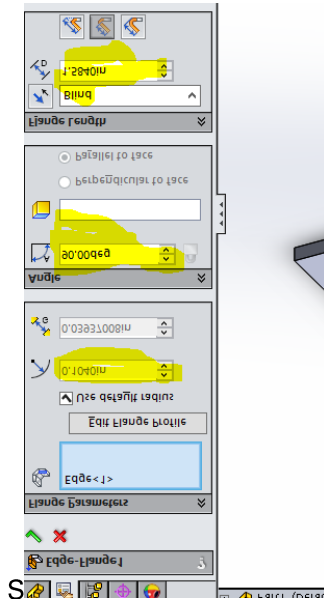 Edge-Flange1
Flange Parameters
Edge<1>
Edit Flange Profile
Use default radius
0.1040in
0.03937008in
Angle
90.00deg
Perpendicular to face
Parallel to face
Flange Length
Blind
1.5840in
D
G
S